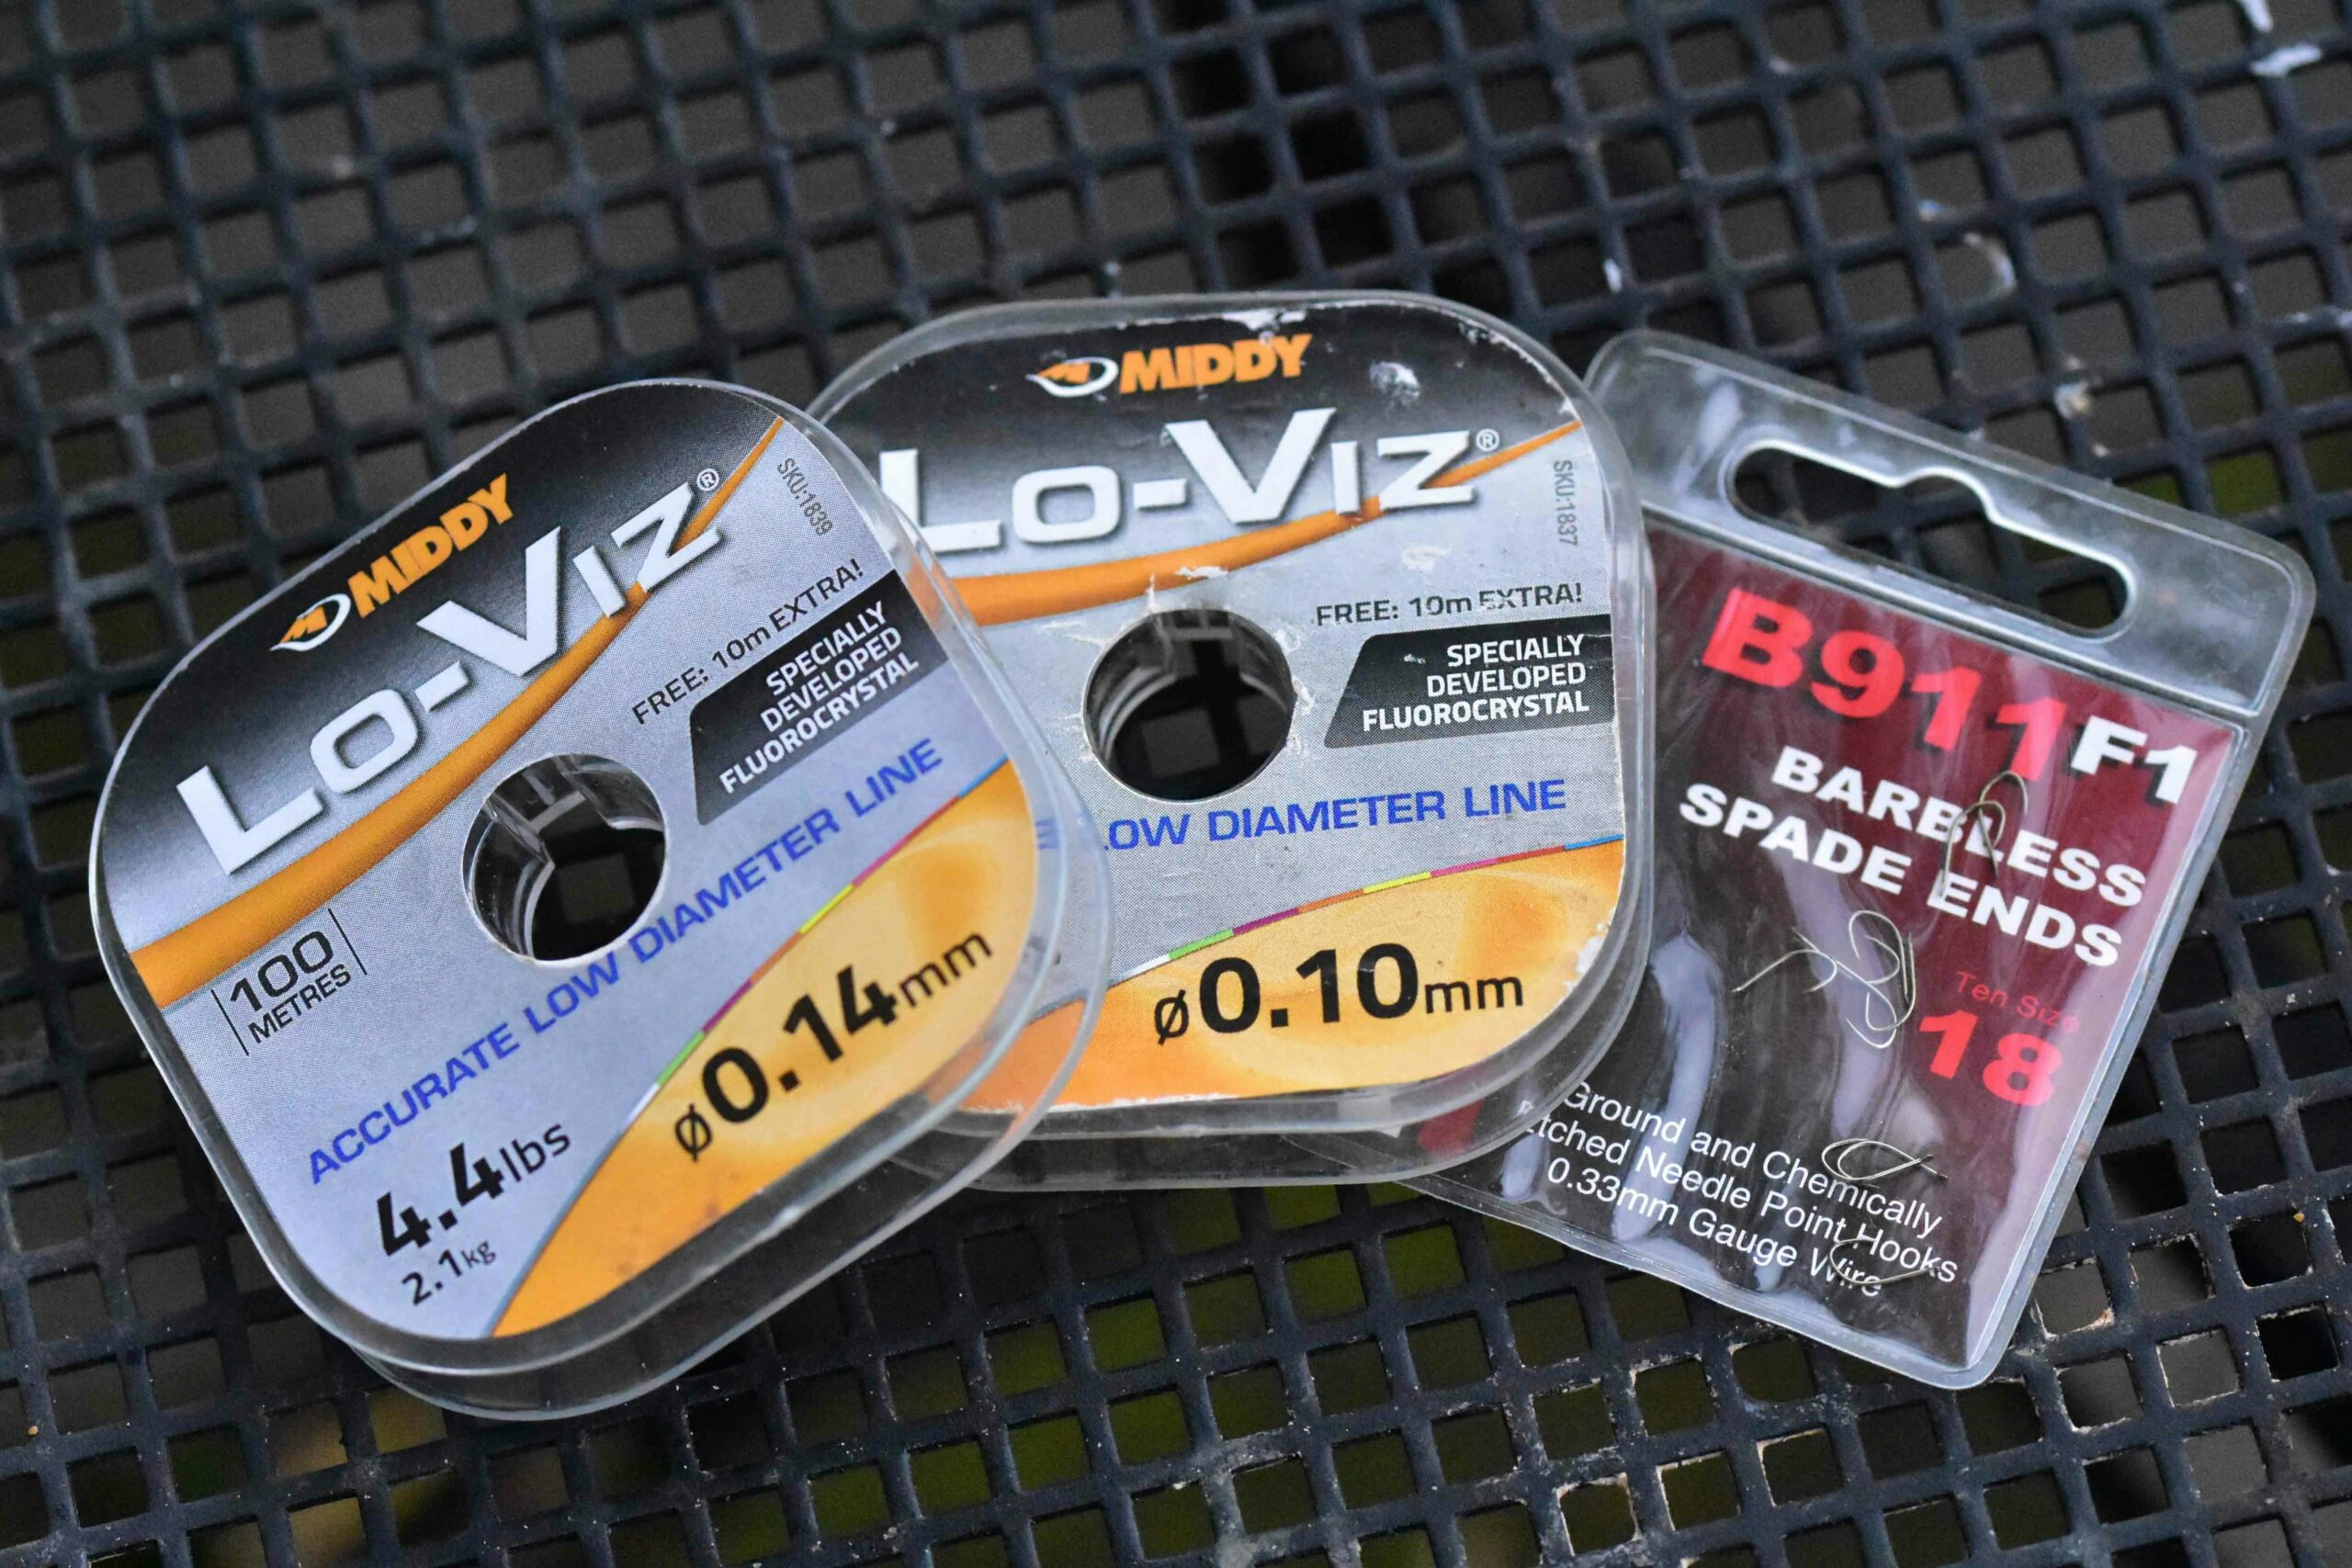 MIDDY
LO-VIZ®
SKU:1839
FREE: 10m EXTRA!
SPECIALLY
DEVELOPED
FLUOROCRYSTAL
100
METRES
ACCURATE LOW DIAMETER LINE
4.4lbs
2.1kg
ø0.14mm
MIDDY
LO-VIZ®
SKU:1837
FREE: 10m EXTRA!
SPECIALLY
DEVELOPED
FLUOROCRYSTAL
LOW DIAMETER LINE
ø0.10mm
B911F1
BARBLESS
SPADE ENDS
Ten Size
18
Ground and Chemically
Etched Needle Point Hooks
0.33mm Gauge Wire